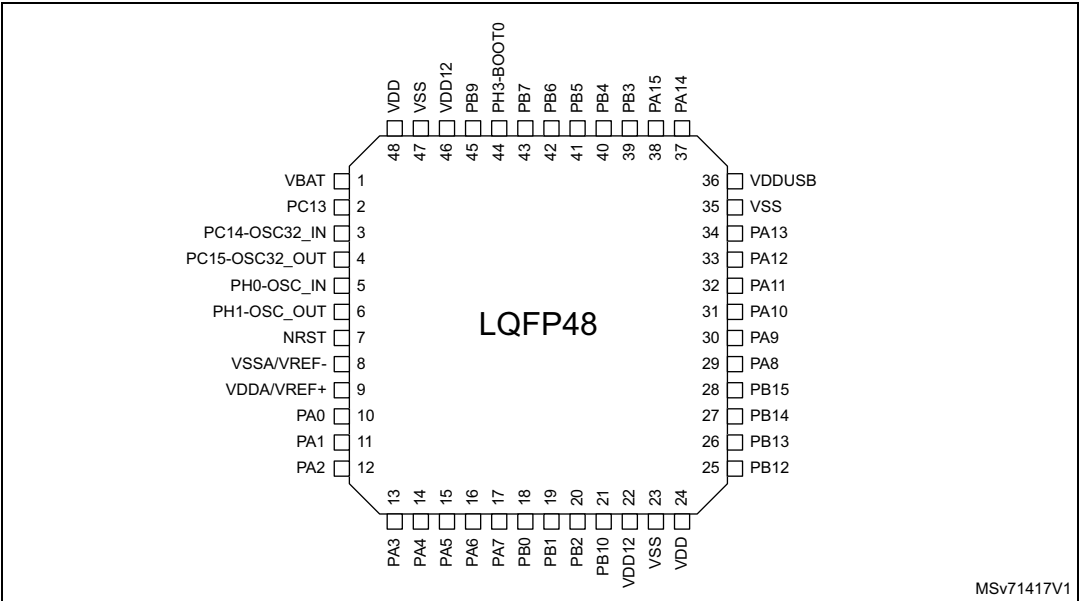 VDD
VSS
VDD12
PB9
PH3-BOOT0
PB7
PB6
PB5
PB4
PB3
PA15
PA14
48
47
46
45
44
43
42
41
40
39
38
37
VBAT 1
PC13 2
PC14-OSC32_IN 3
PC15-OSC32_OUT 4
PH0-OSC_IN 5
PH1-OSC_OUT 6
NRST 7
VSSA/VREF- 8
VDDA/VREF+ 9
PA0 10
PA1 11
PA2 12
LQFP48
36 VDDUSB
35 VSS
34 PA13
33 PA12
32 PA11
31 PA10
30 PA9
29 PA8
28 PB15
27 PB14
26 PB13
25 PB12
13
14
15
16
17
18
19
20
21
22
23
24
PA3
PA4
PA5
PA6
PA7
PB0
PB1
PB2
PB10
VDD12
VSS
VDD
MSv71417V1